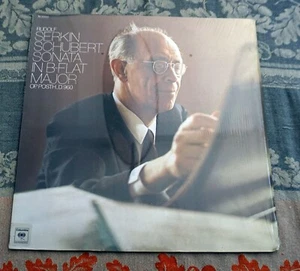 RUDOLF
SERKIN
SCHUBERT
SONATA
IN B-FLAT
MAJOR
OP. POSTH., D.960